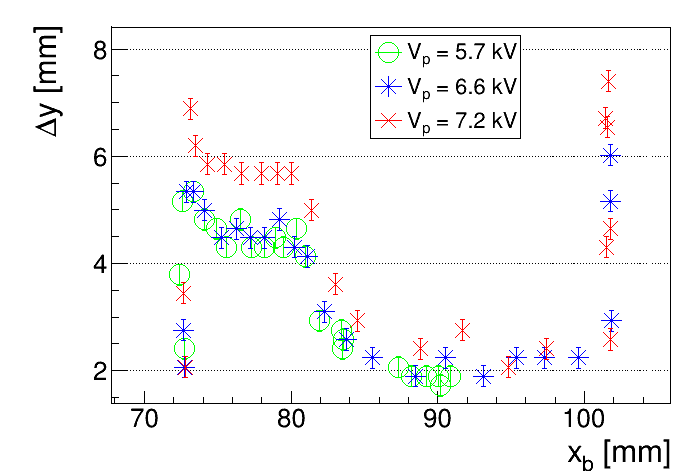 Δy [mm]
8
6
4
2
V_p = 5.7 kV
V_p = 6.6 kV
V_p = 7.2 kV
70 80 90 100
x_b [mm]